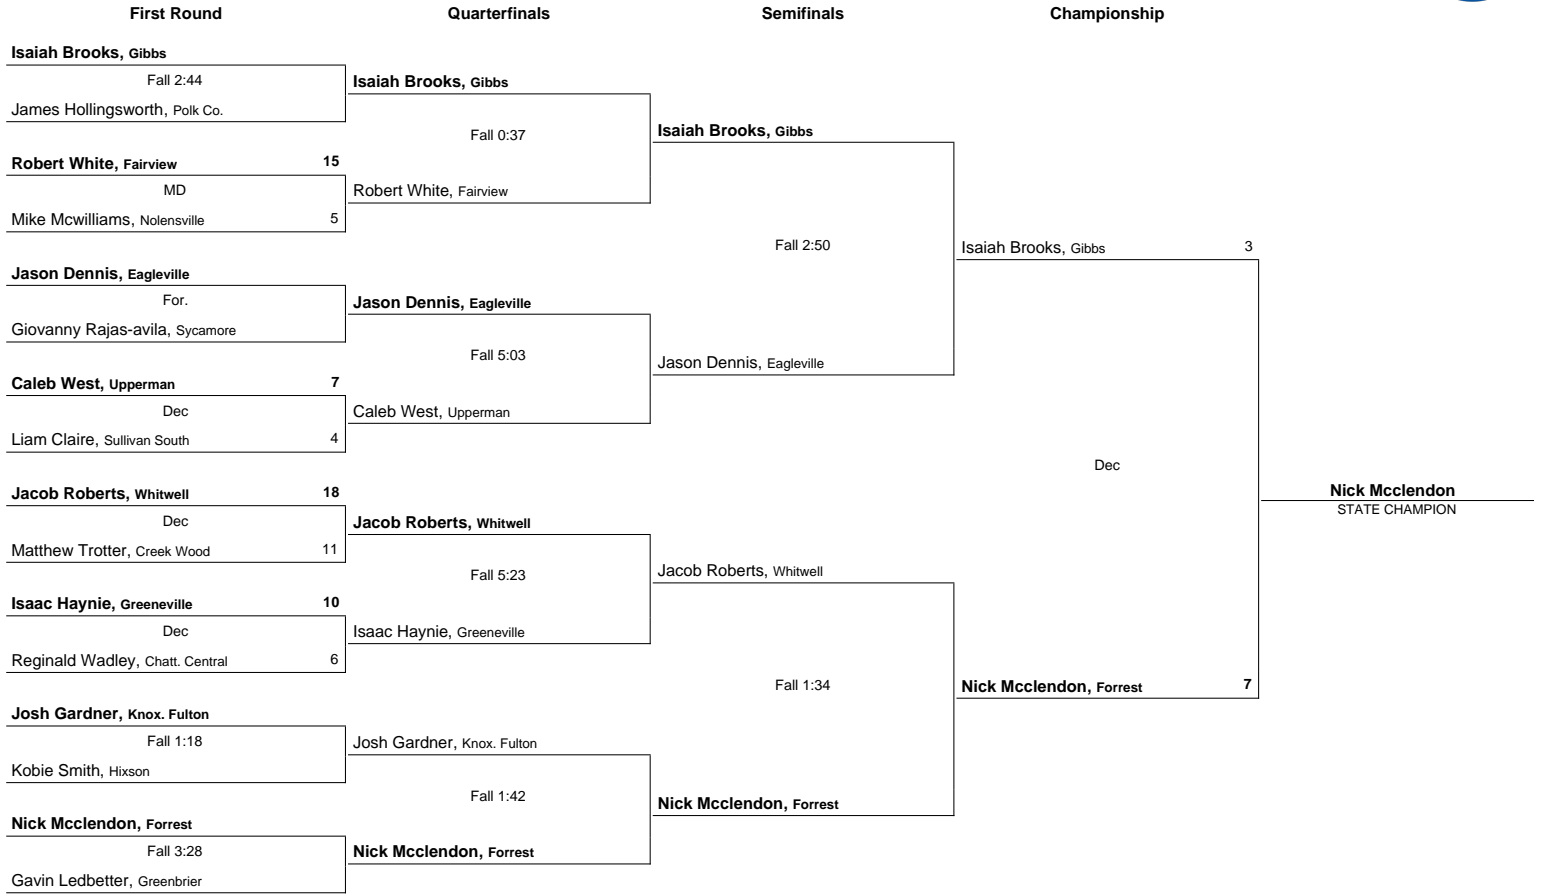 First Round Quarterfinals Semifinals Championship
Isaiah Brooks, Gibbs
Fall 2:44
James Hollingsworth, Polk Co.
Robert White, Fairview 15
MD
Mike Mcwilliams, Nolensville 5
Jason Dennis, Eagleville
For.
Giovanny Rajas-avila, Sycamore
Caleb West, Upperman 7
Dec
Liam Claire, Sullivan South 4
Jacob Roberts, Whitwell 18
Dec
Matthew Trotter, Creek Wood 11
Isaac Haynie, Greeneville 10
Dec
Reginald Wadley, Chatt. Central 6
Josh Gardner, Knox. Fulton
Fall 1:18
Kobie Smith, Hixson
Nick Mcclendon, Forrest
Fall 3:28
Gavin Ledbetter, Greenbrier
Isaiah Brooks, Gibbs
Fall 0:37
Robert White, Fairview
Jason Dennis, Eagleville
Fall 5:03
Caleb West, Upperman
Jacob Roberts, Whitwell
Fall 5:23
Isaac Haynie, Greeneville
Josh Gardner, Knox. Fulton
Fall 1:42
Nick Mcclendon, Forrest
Isaiah Brooks, Gibbs
Fall 2:50
Jason Dennis, Eagleville
Jacob Roberts, Whitwell
Fall 1:34
Nick Mcclendon, Forrest
Isaiah Brooks, Gibbs 3
Dec
Nick Mcclendon, Forrest 7
Nick Mcclendon
STATE CHAMPION